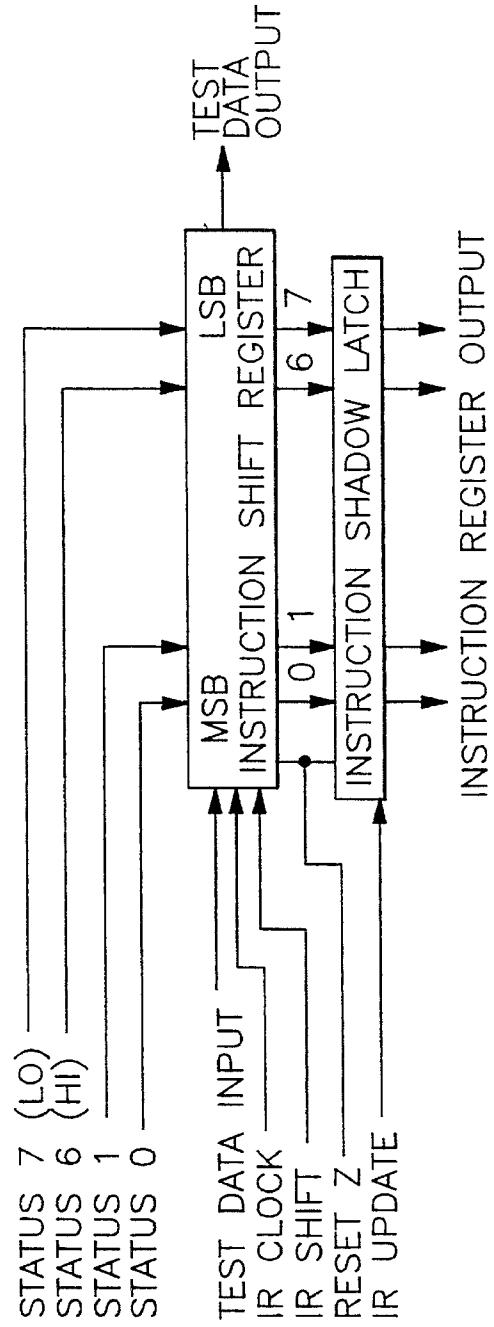 STATUS 7 (LO)
STATUS 6 (HI)
STATUS 1
STATUS 0
TEST DATA INPUT
IR CLOCK
IR SHIFT
RESET Z
IR UPDATE
MSB
LSB
INSTRUCTION SHIFT REGISTER
TEST
DATA
OUTPUT
0 1 6 7
INSTRUCTION SHADOW LATCH
INSTRUCTION REGISTER OUTPUT